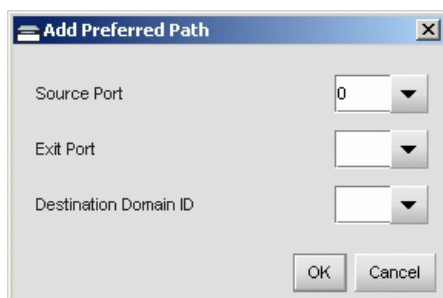 Add Preferred Path
Source Port 0
Exit Port
Destination Domain ID
OK Cancel